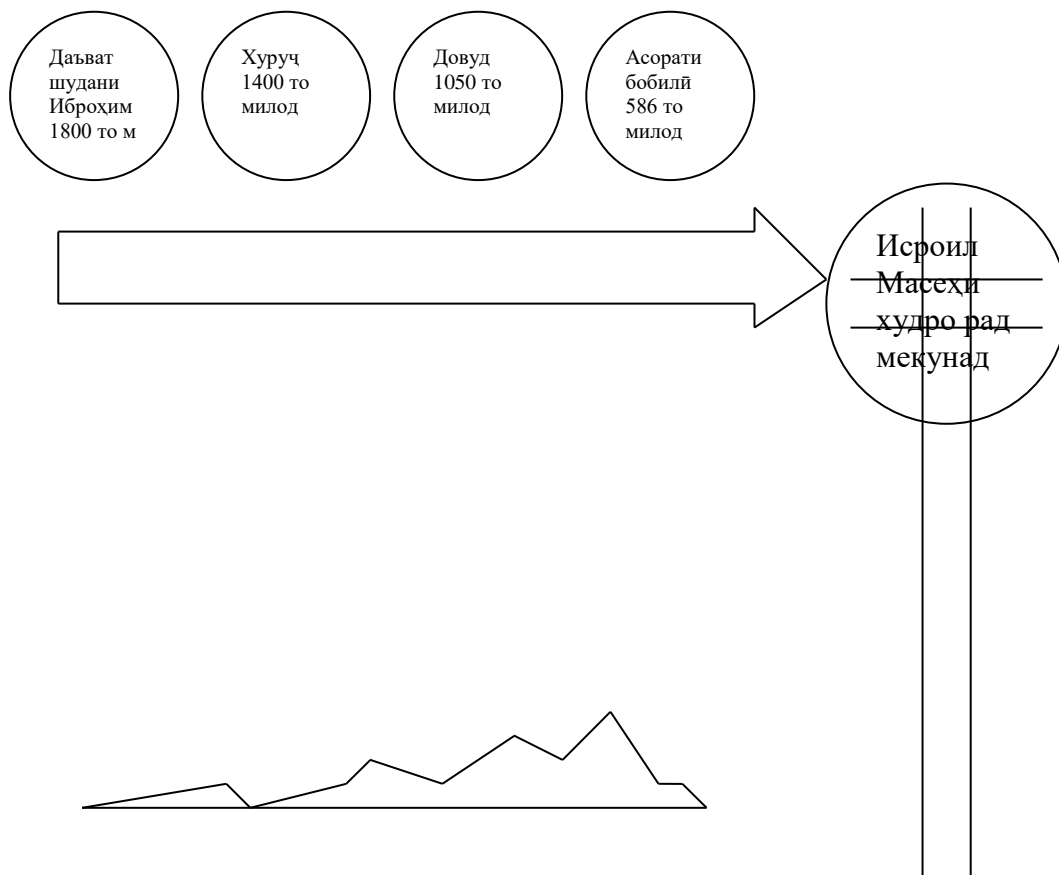 Даъват
шудани
Иброҳим
1800 то м
Хуруҷ
1400 то
милод
Довуд
1050 то
милод
Асорати
бобилӣ
586 то
милод
Исроил
Масеҳи
худро рад
мекунад